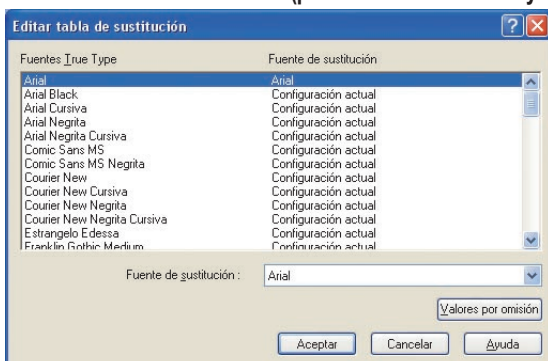 (p y
Editar tabla de sustitución
Fuentes True Type Fuente de sustitución
Arial Arial
Arial Black Configuración actual
Arial Cursiva Configuración actual
Arial Negrita Configuración actual
Arial Negrita Cursiva Configuración actual
Comic Sans MS Configuración actual
Comic Sans MS Negrita Configuración actual
Courier New Configuración actual
Courier New Cursiva Configuración actual
Courier New Negrita Configuración actual
Courier New Negrita Cursiva Configuración actual
Estrangelo Edessa Configuración actual
Franklin Gothic Medium Configuración actual
Fuente de sustitución : Arial
Valores por omisión
Aceptar Cancelar Ayuda